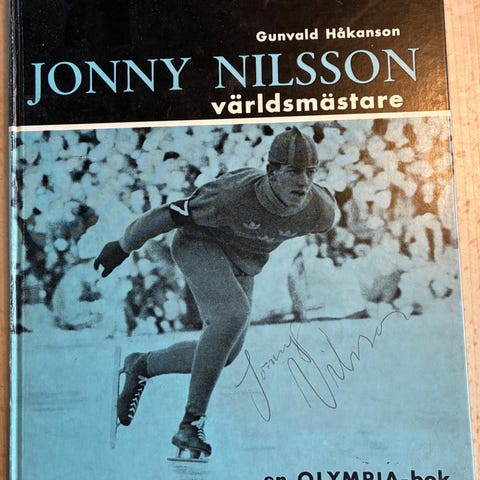 Gunvald Håkanson
JONNY NILSSON
världsmästare
Jonny
Nilsson
en OLYMPIA-bok